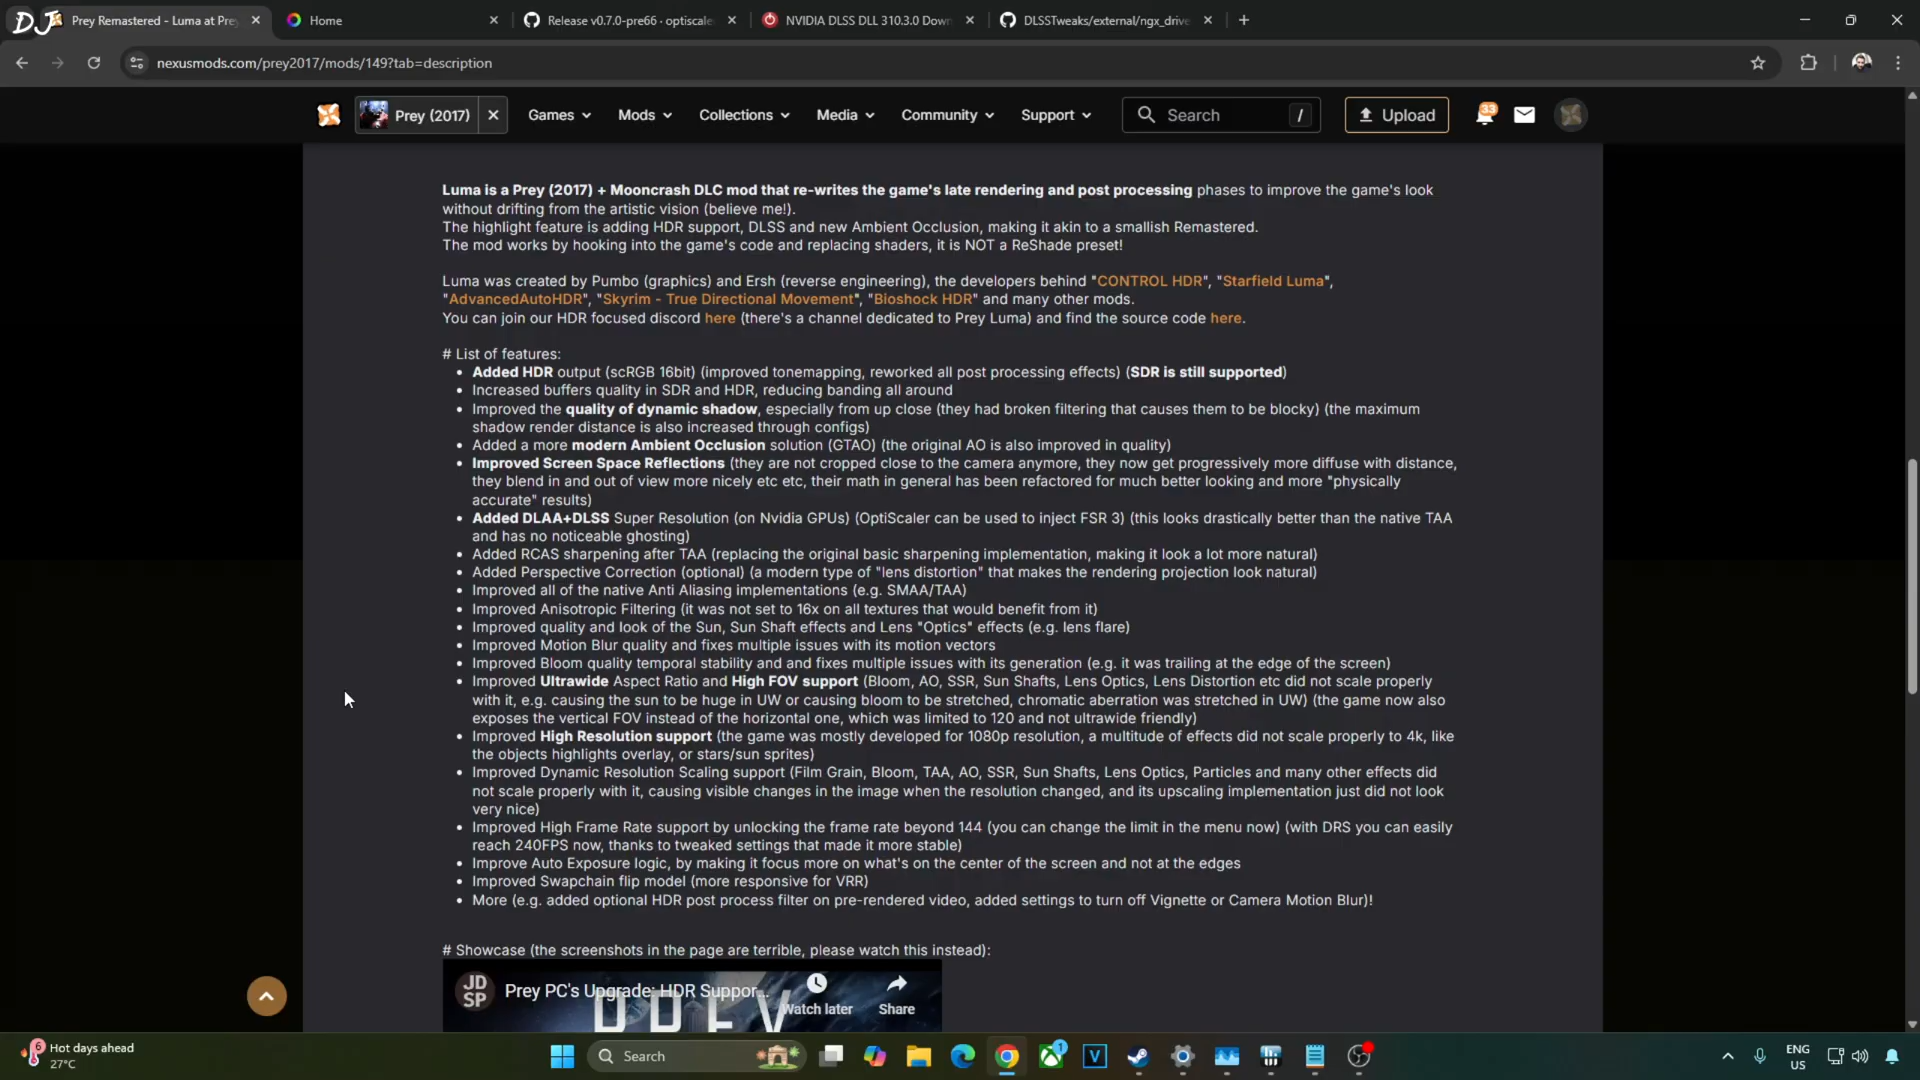 DJ
Prey Remastered - Luma at Prey
Home
Release v0.7.0-pre66 · optiscale
NVIDIA DLSS DLL 310.3.0 Down
DLSSTweaks/external/ngx_drive
nexusmods.com/prey2017/mods/149?tab=description
Prey (2017)
Games
Mods
Collections
Media
Community
Support
Search
/
Upload
33
Luma is a Prey (2017) + Mooncrash DLC mod that re-writes the game's late rendering and post processing phases to improve the game's look
without drifting from the artistic vision (believe me!).
The highlight feature is adding HDR support, DLSS and new Ambient Occlusion, making it akin to a smallish Remastered.
The mod works by hooking into the game's code and replacing shaders, it is NOT a ReShade preset!
Luma was created by Pumbo (graphics) and Ersh (reverse engineering), the developers behind "CONTROL HDR", "Starfield Luma",
"AdvancedAutoHDR", "Skyrim - True Directional Movement", "Bioshock HDR" and many other mods.
You can join our HDR focused discord here (there's a channel dedicated to Prey Luma) and find the source code here.
# List of features:
• Added HDR output (scRGB 16bit) (improved tonemapping, reworked all post processing effects) (SDR is still supported)
• Increased buffers quality in SDR and HDR, reducing banding all around
• Improved the quality of dynamic shadow, especially from up close (they had broken filtering that causes them to be blocky) (the maximum
shadow render distance is also increased through configs)
• Added a more modern Ambient Occlusion solution (GTAO) (the original AO is also improved in quality)
• Improved Screen Space Reflections (they are not cropped close to the camera anymore, they now get progressively more diffuse with distance,
they blend in and out of view more nicely etc etc, their math in general has been refactored for much better looking and more "physically
accurate" results)
• Added DLAA+DLSS Super Resolution (on Nvidia GPUs) (OptiScaler can be used to inject FSR 3) (this looks drastically better than the native TAA
and has no noticeable ghosting)
• Added RCAS sharpening after TAA (replacing the original basic sharpening implementation, making it look a lot more natural)
• Added Perspective Correction (optional) (a modern type of "lens distortion" that makes the rendering projection look natural)
• Improved all of the native Anti Aliasing implementations (e.g. SMAA/TAA)
• Improved Anisotropic Filtering (it was not set to 16x on all textures that would benefit from it)
• Improved quality and look of the Sun, Sun Shaft effects and Lens "Optics" effects (e.g. lens flare)
• Improved Motion Blur quality and fixes multiple issues with its motion vectors
• Improved Bloom quality temporal stability and and fixes multiple issues with its generation (e.g. it was trailing at the edge of the screen)
• Improved Ultrawide Aspect Ratio and High FOV support (Bloom, AO, SSR, Sun Shafts, Lens Optics, Lens Distortion etc did not scale properly
with it, e.g. causing the sun to be huge in UW or causing bloom to be stretched, chromatic aberration was stretched in UW) (the game now also
exposes the vertical FOV instead of the horizontal one, which was limited to 120 and not ultrawide friendly)
• Improved High Resolution support (the game was mostly developed for 1080p resolution, a multitude of effects did not scale properly to 4k, like
the objects highlights overlay, or stars/sun sprites)
• Improved Dynamic Resolution Scaling support (Film Grain, Bloom, TAA, AO, SSR, Sun Shafts, Lens Optics, Particles and many other effects did
not scale properly with it, causing visible changes in the image when the resolution changed, and its upscaling implementation just did not look
very nice)
• Improved High Frame Rate support by unlocking the frame rate beyond 144 (you can change the limit in the menu now) (with DRS you can easily
reach 240FPS now, thanks to tweaked settings that made it more stable)
• Improve Auto Exposure logic, by making it focus more on what's on the center of the screen and not at the edges
• Improved Swapchain flip model (more responsive for VRR)
• More (e.g. added optional HDR post process filter on pre-rendered video, added settings to turn off Vignette or Camera Motion Blur)!
# Showcase (the screenshots in the page are terrible, please watch this instead):
JD
SP
Prey PC's Upgrade: HDR Suppor...
Watch later
Share
PREY
6
Hot days ahead
27°C
Search
1
V
ENG
US